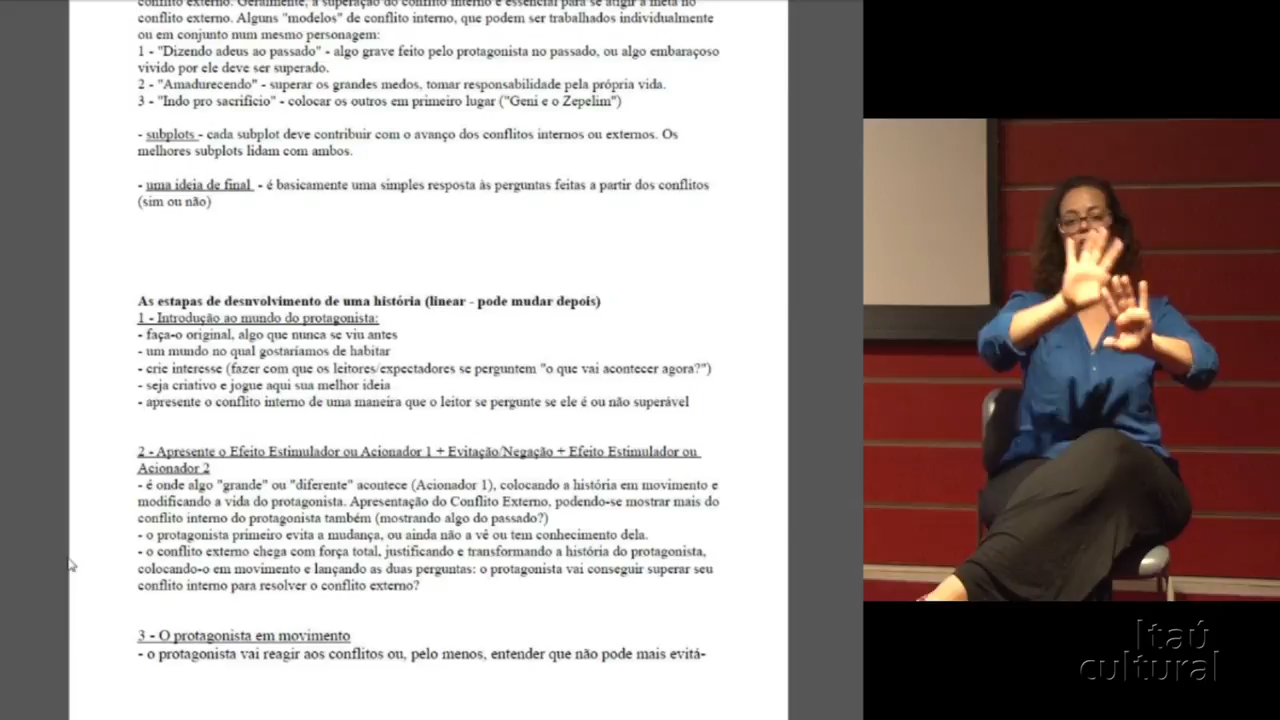 conflito externo. Geralmente, a superação do conflito interno é essencial para se atigir a meta no
conflito externo. Alguns "modelos" de conflito interno, que podem ser trabalhados individualmente
ou em conjunto num mesmo personagem:
1 - "Dizendo adeus ao passado" - algo grave feito pelo protagonista no passado, ou algo embaraçoso
vivido por ele deve ser superado.
2 - "Amadurecendo" - superar os grandes medos, tomar responsabilidade pela própria vida.
3 - "Indo pro sacrifício" - colocar os outros em primeiro lugar ("Geni e o Zepelim")
- subplots - cada subplot deve contribuir com o avanço dos conflitos internos ou externos. Os
melhores subplots lidam com ambos.
- uma ideia de final - é basicamente uma simples resposta às perguntas feitas a partir dos conflitos
(sim ou não)
As estapas de desnvolvimento de uma história (linear - pode mudar depois)
1 - Introdução ao mundo do protagonista:
- faça-o original, algo que nunca se viu antes
- um mundo no qual gostaríamos de habitar
- crie interesse (fazer com que os leitores/expectadores se perguntem "o que vai acontecer agora?")
- seja criativo e jogue aqui sua melhor ideia
- apresente o conflito interno de uma maneira que o leitor se pergunte se ele é ou não superável
2 - Apresente o Efeito Estimulador ou Acionador 1 + Evitação/Negação + Efeito Estimulador ou
Acionador 2
- é onde algo "grande" ou "diferente" acontece (Acionador 1), colocando a história em movimento e
modificando a vida do protagonista. Apresentação do Conflito Externo, podendo-se mostrar mais do
conflito interno do protagonista também (mostrando algo do passado?)
- o protagonista primeiro evita a mudança, ou ainda não a vê ou tem conhecimento dela.
- o conflito externo chega com força total, justificando e transformando a história do protagonista,
colocando-o em movimento e lançando as duas perguntas: o protagonista vai conseguir superar seu
conflito interno para resolver o conflito externo?
3 - O protagonista em movimento
- o protagonista vai reagir aos conflitos ou, pelo menos, entender que não pode mais evitá-
Itaú
cultural